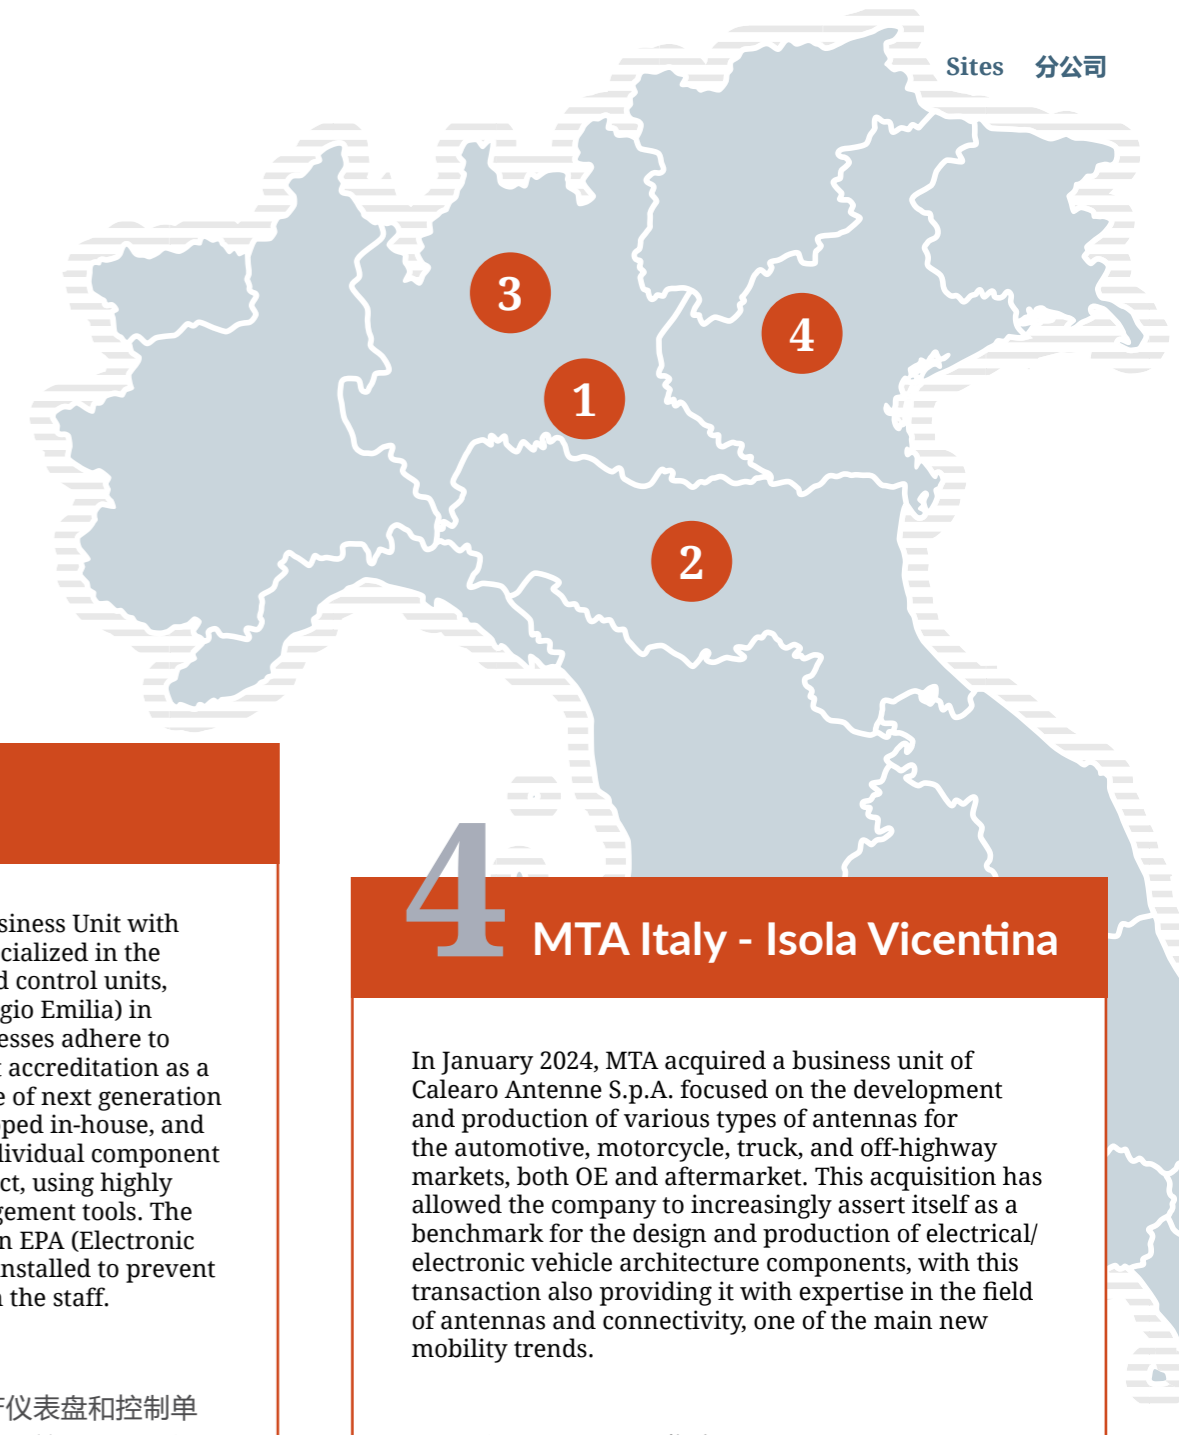 Sites 分公司
3
4
1
2
siness Unit with
cialized in the
d control units,
gio Emilia) in
esses adhere to
t accreditation as a
e of next generation
ped in-house, and
dividual component
ct, using highly
gement tools. The
n EPA (Electronic
nstalled to prevent
n the staff.
仪表盘和控制单
4 MTA Italy - Isola Vicentina
In January 2024, MTA acquired a business unit of
Calearo Antenne S.p.A. focused on the development
and production of various types of antennas for
the automotive, motorcycle, truck, and off-highway
markets, both OE and aftermarket. This acquisition has
allowed the company to increasingly assert itself as a
benchmark for the design and production of electrical/
electronic vehicle architecture components, with this
transaction also providing it with expertise in the field
of antennas and connectivity, one of the main new
mobility trends.